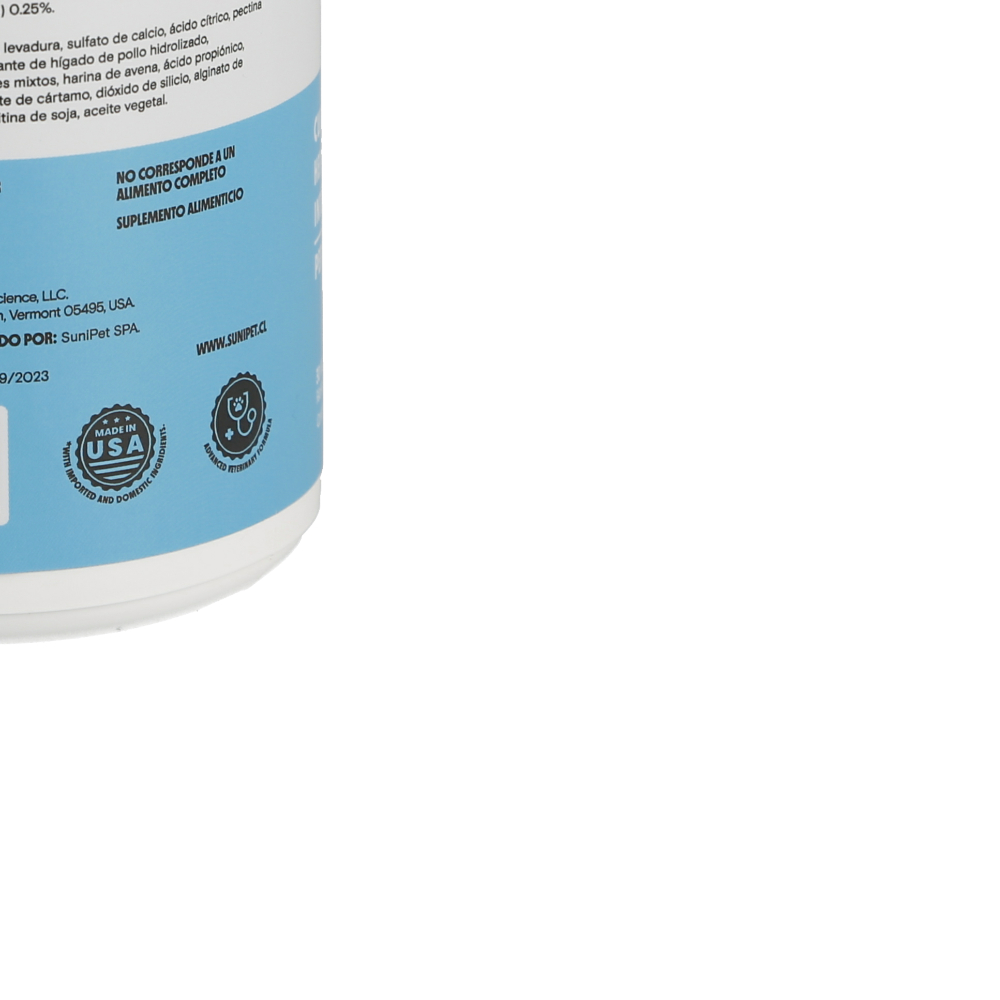 ) 0.25%.
levadura, sulfato de calcio, ácido cítrico, pectina
ante de hígado de pollo hidrolizado,
es mixtos, harina de avena, ácido propiónico,
te de cártamo, dióxido de silicio, alginato de
itina de soja, aceite vegetal.
NO CORRESPONDE A UN
ALIMENTO COMPLETO
SUPLEMENTO ALIMENTICIO
cience, LLC.
n, Vermont 05495, USA.
DO POR: SuniPet SPA.
WWW.SUNIPET.CL
9/2023
MADE IN
USA
*WITH IMPORTED AND DOMESTIC INGRIDIENTS.
ADVANCED VETERINARY FORMULA